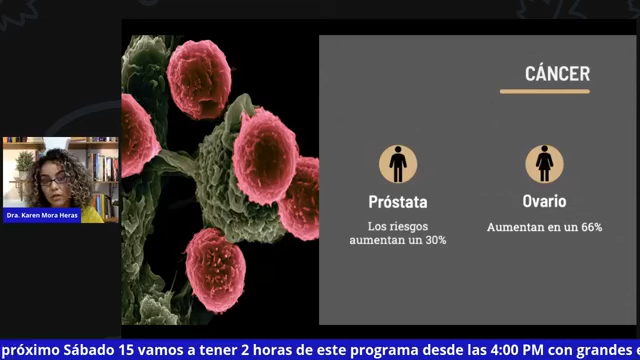 CÁNCER
Próstata
Los riesgos
aumentan un 30%
Ovario
Aumentan en un 66%
Dra. Karen Mora Heras
próximo Sábado 15 vamos a tener 2 horas de este programa desde las 4:00 PM con grandes